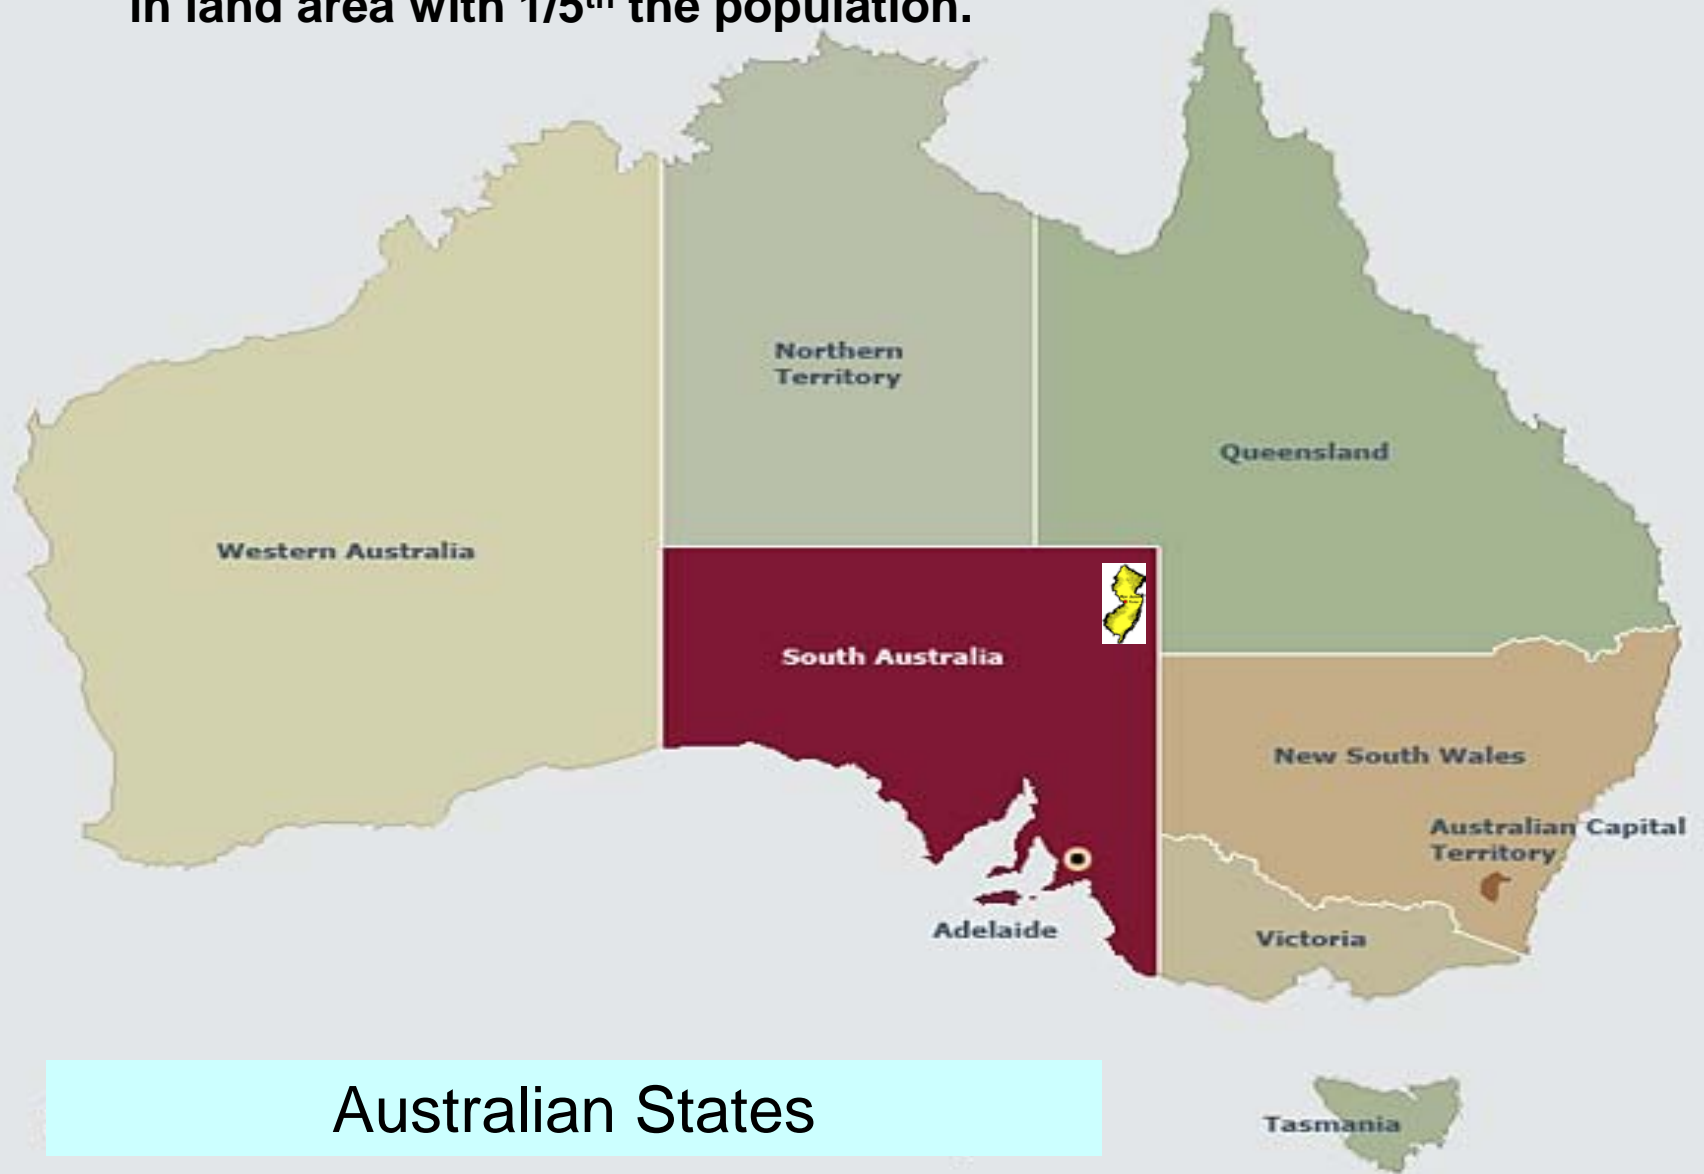 in land area with 1/5th the population.
Northern
Territory
Queensland
Western Australia
South Australia
New South Wales
Australian Capital
Territory
Adelaide
Victoria
Australian States
Tasmania